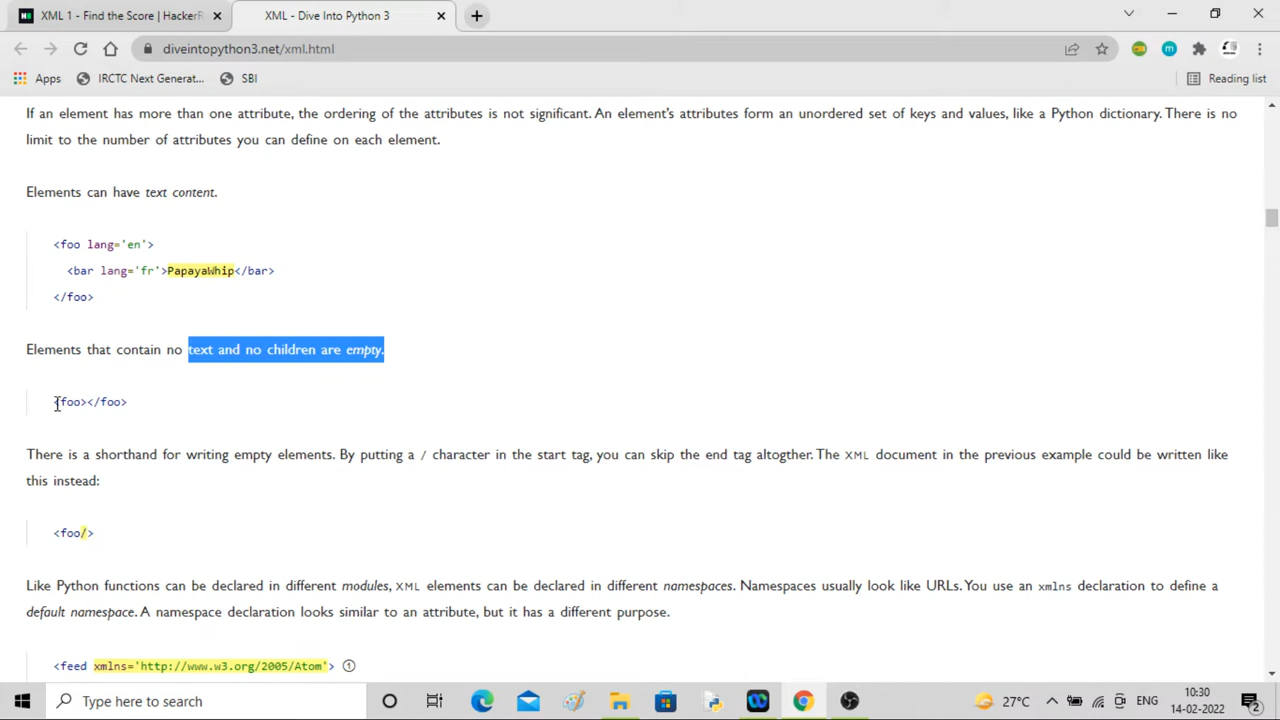 XML 1 - Find the Score | HackerR
XML - Dive Into Python 3
diveintopython3.net/xml.html
Apps
IRCTC Next Generat...
SBI
Reading list
If an element has more than one attribute, the ordering of the attributes is not significant. An element's attributes form an unordered set of keys and values, like a Python dictionary. There is no
limit to the number of attributes you can define on each element.
Elements can have text content.
<foo lang='en'>
<bar lang='fr'>PapayaWhip</bar>
</foo>
Elements that contain no text and no children are empty.
<foo></foo>
There is a shorthand for writing empty elements. By putting a / character in the start tag, you can skip the end tag altogther. The XML document in the previous example could be written like
this instead:
<foo/>
Like Python functions can be declared in different modules, XML elements can be declared in different namespaces. Namespaces usually look like URLs. You use an xmlns declaration to define a
default namespace. A namespace declaration looks similar to an attribute, but it has a different purpose.
<feed xmlns='http://www.w3.org/2005/Atom'> ①
Type here to search
27°C
ENG
10:30
14-02-2022
2